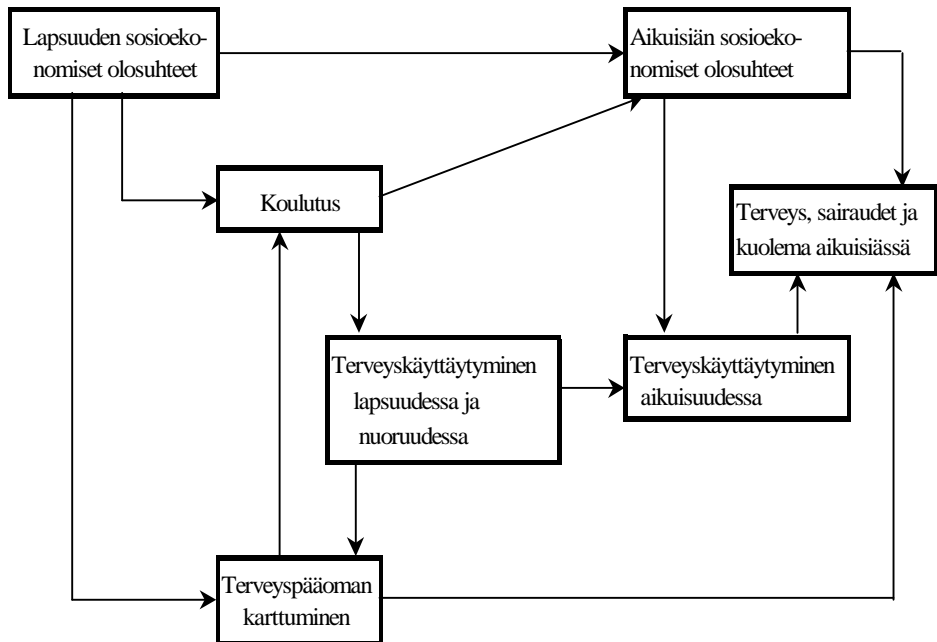 Lapsuuden sosioeko-
nomiset olosuhteet
Aikuisiän sosioeko-
nomiset olosuhteet
Koulutus
Terveys, sairaudet ja
kuolema aikuisiässä
Terveyskäyttäytyminen
lapsuudessa ja
nuoruudessa
Terveyskäyttäytyminen
aikuisuudessa
Terveyspääoman
karttuminen